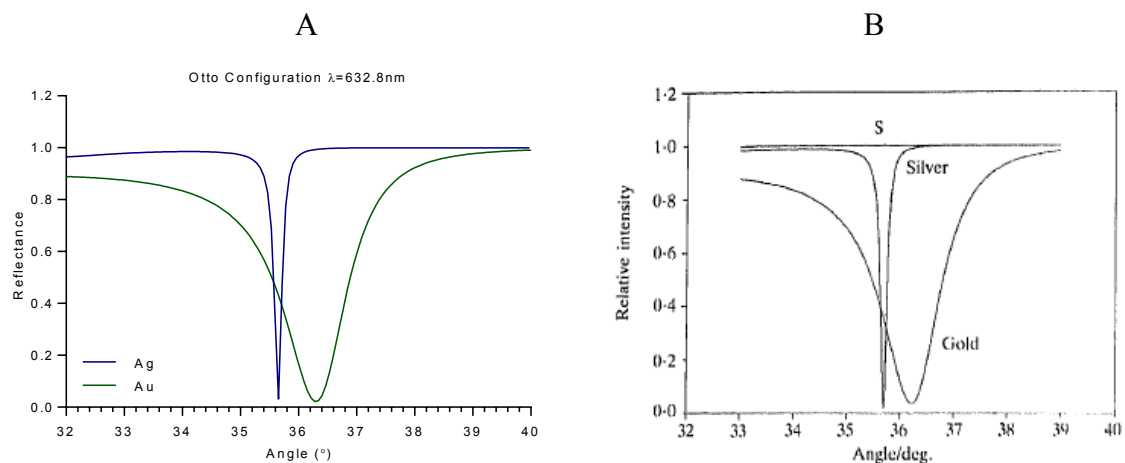 A
Otto Configuration λ=632.8nm
1.2
1.0
0.8
0.6
0.4
0.2
0.0
Reflectance
Ag
Au
32 33 34 35 36 37 38 39 40
Angle (°)
B
1·2
1·0
0·8
0·6
0·4
0·2
0·0
Relative intensity
S
Silver
Gold
32 33 34 35 36 37 38 39 40
Angle/deg.